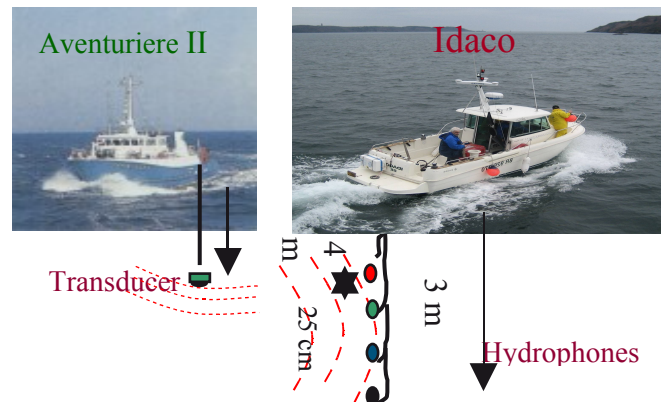 Aventuriere II
Idaco
Transducer
4 m
25 cm
3 m
Hydrophones